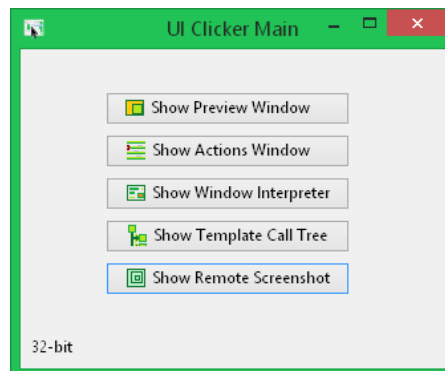 UI Clicker Main
Show Preview Window
Show Actions Window
Show Window Interpreter
Show Template Call Tree
Show Remote Screenshot
32-bit